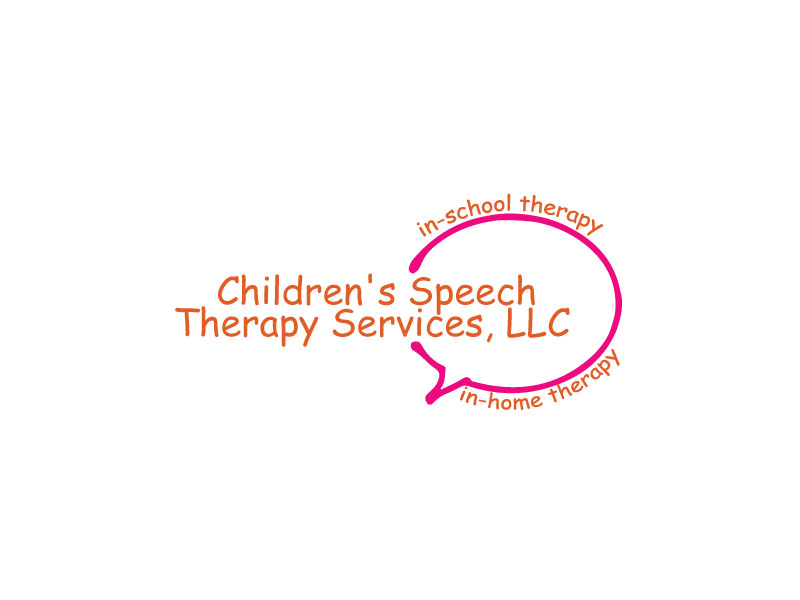 in-school therapy
Children's Speech
Therapy Services, LLC
in-home therapy